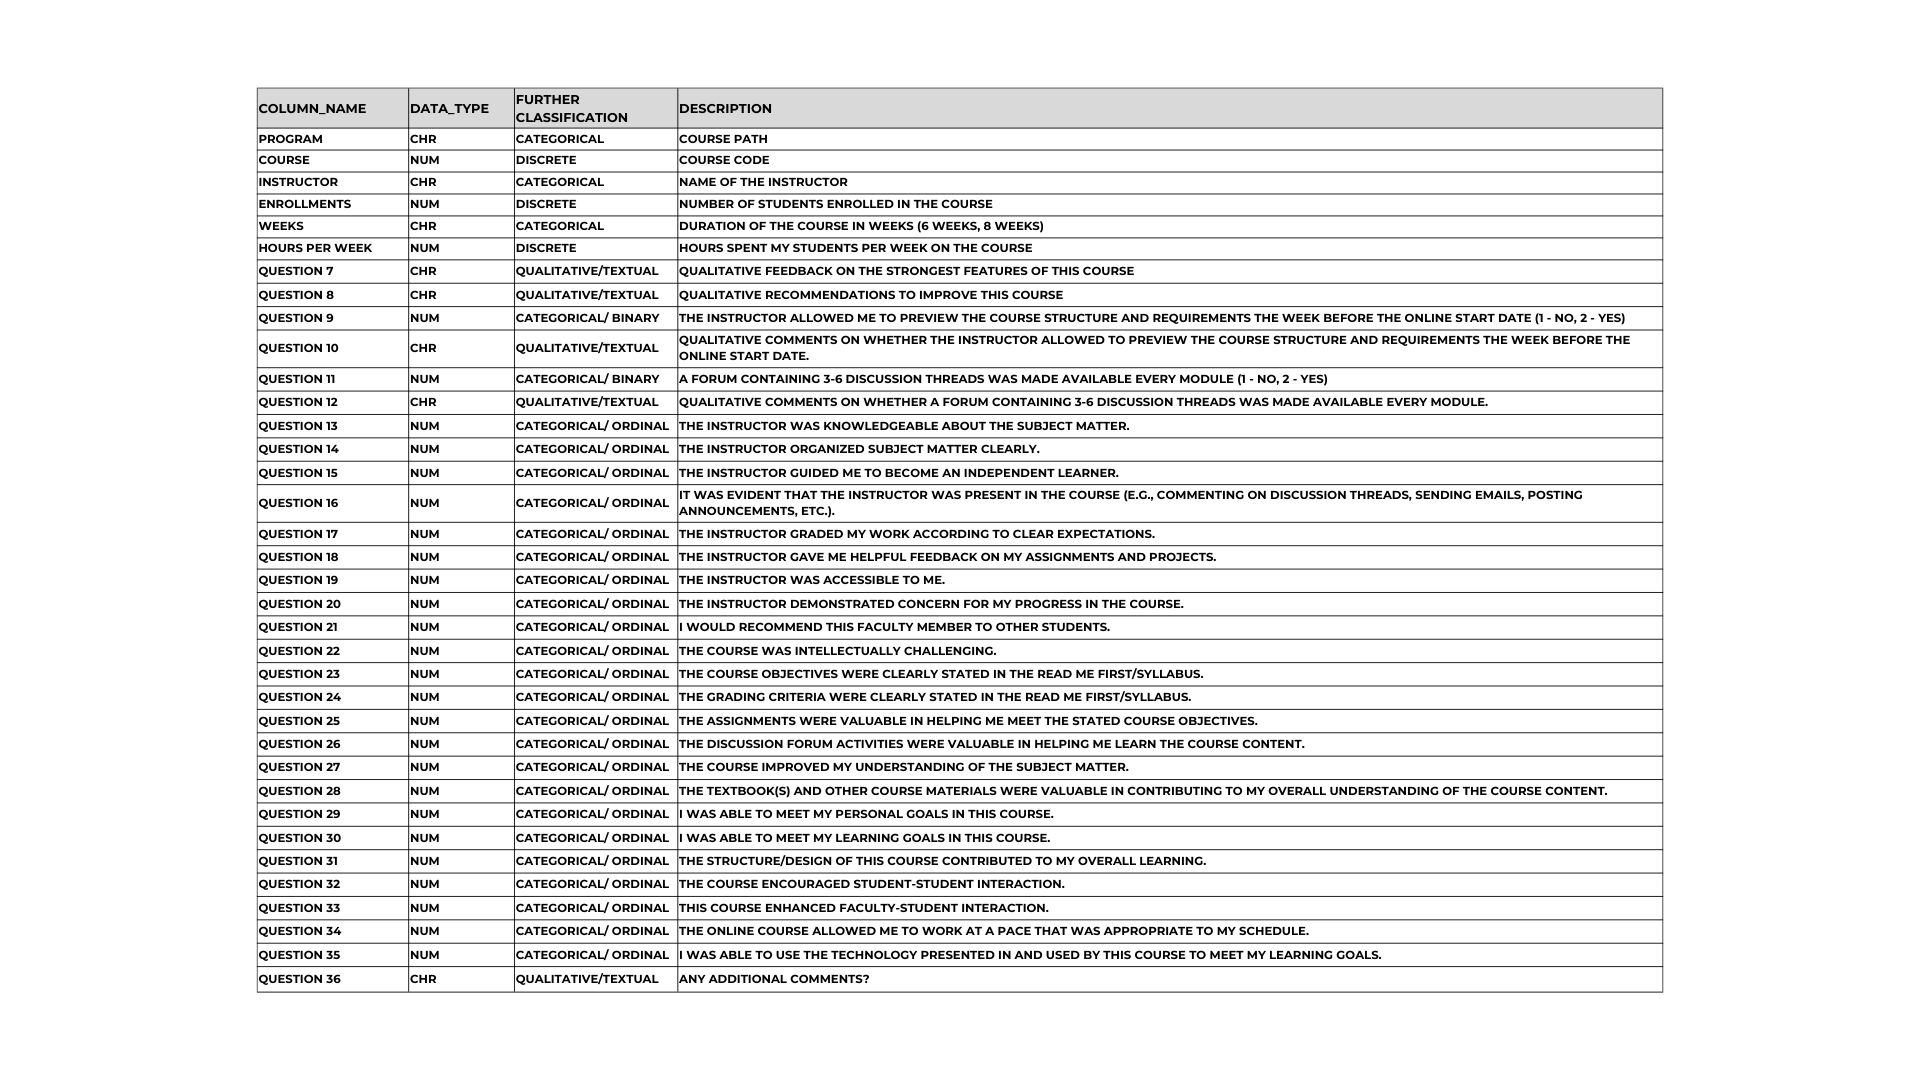 COLUMN_NAME DATA_TYPE FURTHER CLASSIFICATION DESCRIPTION
PROGRAM CHR CATEGORICAL COURSE PATH
COURSE NUM DISCRETE COURSE CODE
INSTRUCTOR CHR CATEGORICAL NAME OF THE INSTRUCTOR
ENROLLMENTS NUM DISCRETE NUMBER OF STUDENTS ENROLLED IN THE COURSE
WEEKS CHR CATEGORICAL DURATION OF THE COURSE IN WEEKS (6 WEEKS, 8 WEEKS)
HOURS PER WEEK NUM DISCRETE HOURS SPENT MY STUDENTS PER WEEK ON THE COURSE
QUESTION 7 CHR QUALITATIVE/TEXTUAL QUALITATIVE FEEDBACK ON THE STRONGEST FEATURES OF THIS COURSE
QUESTION 8 CHR QUALITATIVE/TEXTUAL QUALITATIVE RECOMMENDATIONS TO IMPROVE THIS COURSE
QUESTION 9 NUM CATEGORICAL/ BINARY THE INSTRUCTOR ALLOWED ME TO PREVIEW THE COURSE STRUCTURE AND REQUIREMENTS THE WEEK BEFORE THE ONLINE START DATE (1 - NO, 2 - YES)
QUESTION 10 CHR QUALITATIVE/TEXTUAL QUALITATIVE COMMENTS ON WHETHER THE INSTRUCTOR ALLOWED TO PREVIEW THE COURSE STRUCTURE AND REQUIREMENTS THE WEEK BEFORE THE
ONLINE START DATE.
QUESTION 11 NUM CATEGORICAL/ BINARY A FORUM CONTAINING 3-6 DISCUSSION THREADS WAS MADE AVAILABLE EVERY MODULE (1 - NO, 2 - YES)
QUESTION 12 CHR QUALITATIVE/TEXTUAL QUALITATIVE COMMENTS ON WHETHER A FORUM CONTAINING 3-6 DISCUSSION THREADS WAS MADE AVAILABLE EVERY MODULE.
QUESTION 13 NUM CATEGORICAL/ ORDINAL THE INSTRUCTOR WAS KNOWLEDGEABLE ABOUT THE SUBJECT MATTER.
QUESTION 14 NUM CATEGORICAL/ ORDINAL THE INSTRUCTOR ORGANIZED SUBJECT MATTER CLEARLY.
QUESTION 15 NUM CATEGORICAL/ ORDINAL THE INSTRUCTOR GUIDED ME TO BECOME AN INDEPENDENT LEARNER.
QUESTION 16 NUM CATEGORICAL/ ORDINAL IT WAS EVIDENT THAT THE INSTRUCTOR WAS PRESENT IN THE COURSE (E.G., COMMENTING ON DISCUSSION THREADS, SENDING EMAILS, POSTING
ANNOUNCEMENTS, ETC.).
QUESTION 17 NUM CATEGORICAL/ ORDINAL THE INSTRUCTOR GRADED MY WORK ACCORDING TO CLEAR EXPECTATIONS.
QUESTION 18 NUM CATEGORICAL/ ORDINAL THE INSTRUCTOR GAVE ME HELPFUL FEEDBACK ON MY ASSIGNMENTS AND PROJECTS.
QUESTION 19 NUM CATEGORICAL/ ORDINAL THE INSTRUCTOR WAS ACCESSIBLE TO ME.
QUESTION 20 NUM CATEGORICAL/ ORDINAL THE INSTRUCTOR DEMONSTRATED CONCERN FOR MY PROGRESS IN THE COURSE.
QUESTION 21 NUM CATEGORICAL/ ORDINAL I WOULD RECOMMEND THIS FACULTY MEMBER TO OTHER STUDENTS.
QUESTION 22 NUM CATEGORICAL/ ORDINAL THE COURSE WAS INTELLECTUALLY CHALLENGING.
QUESTION 23 NUM CATEGORICAL/ ORDINAL THE COURSE OBJECTIVES WERE CLEARLY STATED IN THE READ ME FIRST/SYLLABUS.
QUESTION 24 NUM CATEGORICAL/ ORDINAL THE GRADING CRITERIA WERE CLEARLY STATED IN THE READ ME FIRST/SYLLABUS.
QUESTION 25 NUM CATEGORICAL/ ORDINAL THE ASSIGNMENTS WERE VALUABLE IN HELPING ME MEET THE STATED COURSE OBJECTIVES.
QUESTION 26 NUM CATEGORICAL/ ORDINAL THE DISCUSSION FORUM ACTIVITIES WERE VALUABLE IN HELPING ME LEARN THE COURSE CONTENT.
QUESTION 27 NUM CATEGORICAL/ ORDINAL THE COURSE IMPROVED MY UNDERSTANDING OF THE SUBJECT MATTER.
QUESTION 28 NUM CATEGORICAL/ ORDINAL THE TEXTBOOK(S) AND OTHER COURSE MATERIALS WERE VALUABLE IN CONTRIBUTING TO MY OVERALL UNDERSTANDING OF THE COURSE CONTENT.
QUESTION 29 NUM CATEGORICAL/ ORDINAL I WAS ABLE TO MEET MY PERSONAL GOALS IN THIS COURSE.
QUESTION 30 NUM CATEGORICAL/ ORDINAL I WAS ABLE TO MEET MY LEARNING GOALS IN THIS COURSE.
QUESTION 31 NUM CATEGORICAL/ ORDINAL THE STRUCTURE/DESIGN OF THIS COURSE CONTRIBUTED TO MY OVERALL LEARNING.
QUESTION 32 NUM CATEGORICAL/ ORDINAL THE COURSE ENCOURAGED STUDENT-STUDENT INTERACTION.
QUESTION 33 NUM CATEGORICAL/ ORDINAL THIS COURSE ENHANCED FACULTY-STUDENT INTERACTION.
QUESTION 34 NUM CATEGORICAL/ ORDINAL THE ONLINE COURSE ALLOWED ME TO WORK AT A PACE THAT WAS APPROPRIATE TO MY SCHEDULE.
QUESTION 35 NUM CATEGORICAL/ ORDINAL I WAS ABLE TO USE THE TECHNOLOGY PRESENTED IN AND USED BY THIS COURSE TO MEET MY LEARNING GOALS.
QUESTION 36 CHR QUALITATIVE/TEXTUAL ANY ADDITIONAL COMMENTS?